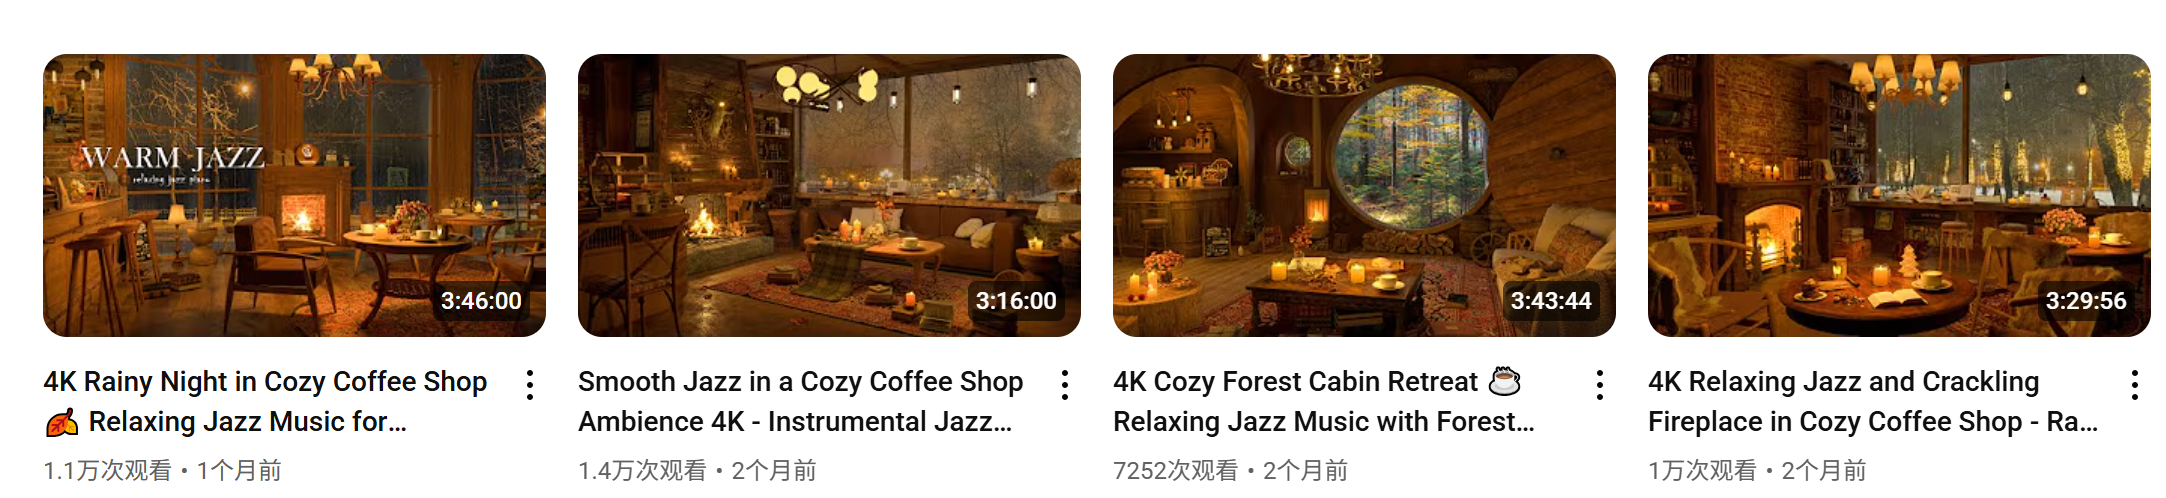 WARM JAZZ
relaxing jazz piano
3:46:00
3:16:00
3:43:44
3:29:56
4K Rainy Night in Cozy Coffee Shop
🍂 Relaxing Jazz Music for...
1.1万次观看 • 1个月前
Smooth Jazz in a Cozy Coffee Shop
Ambience 4K - Instrumental Jazz...
1.4万次观看 • 2个月前
4K Cozy Forest Cabin Retreat ☕
Relaxing Jazz Music with Forest...
7252次观看 • 2个月前
4K Relaxing Jazz and Crackling
Fireplace in Cozy Coffee Shop - Ra...
1万次观看 • 2个月前